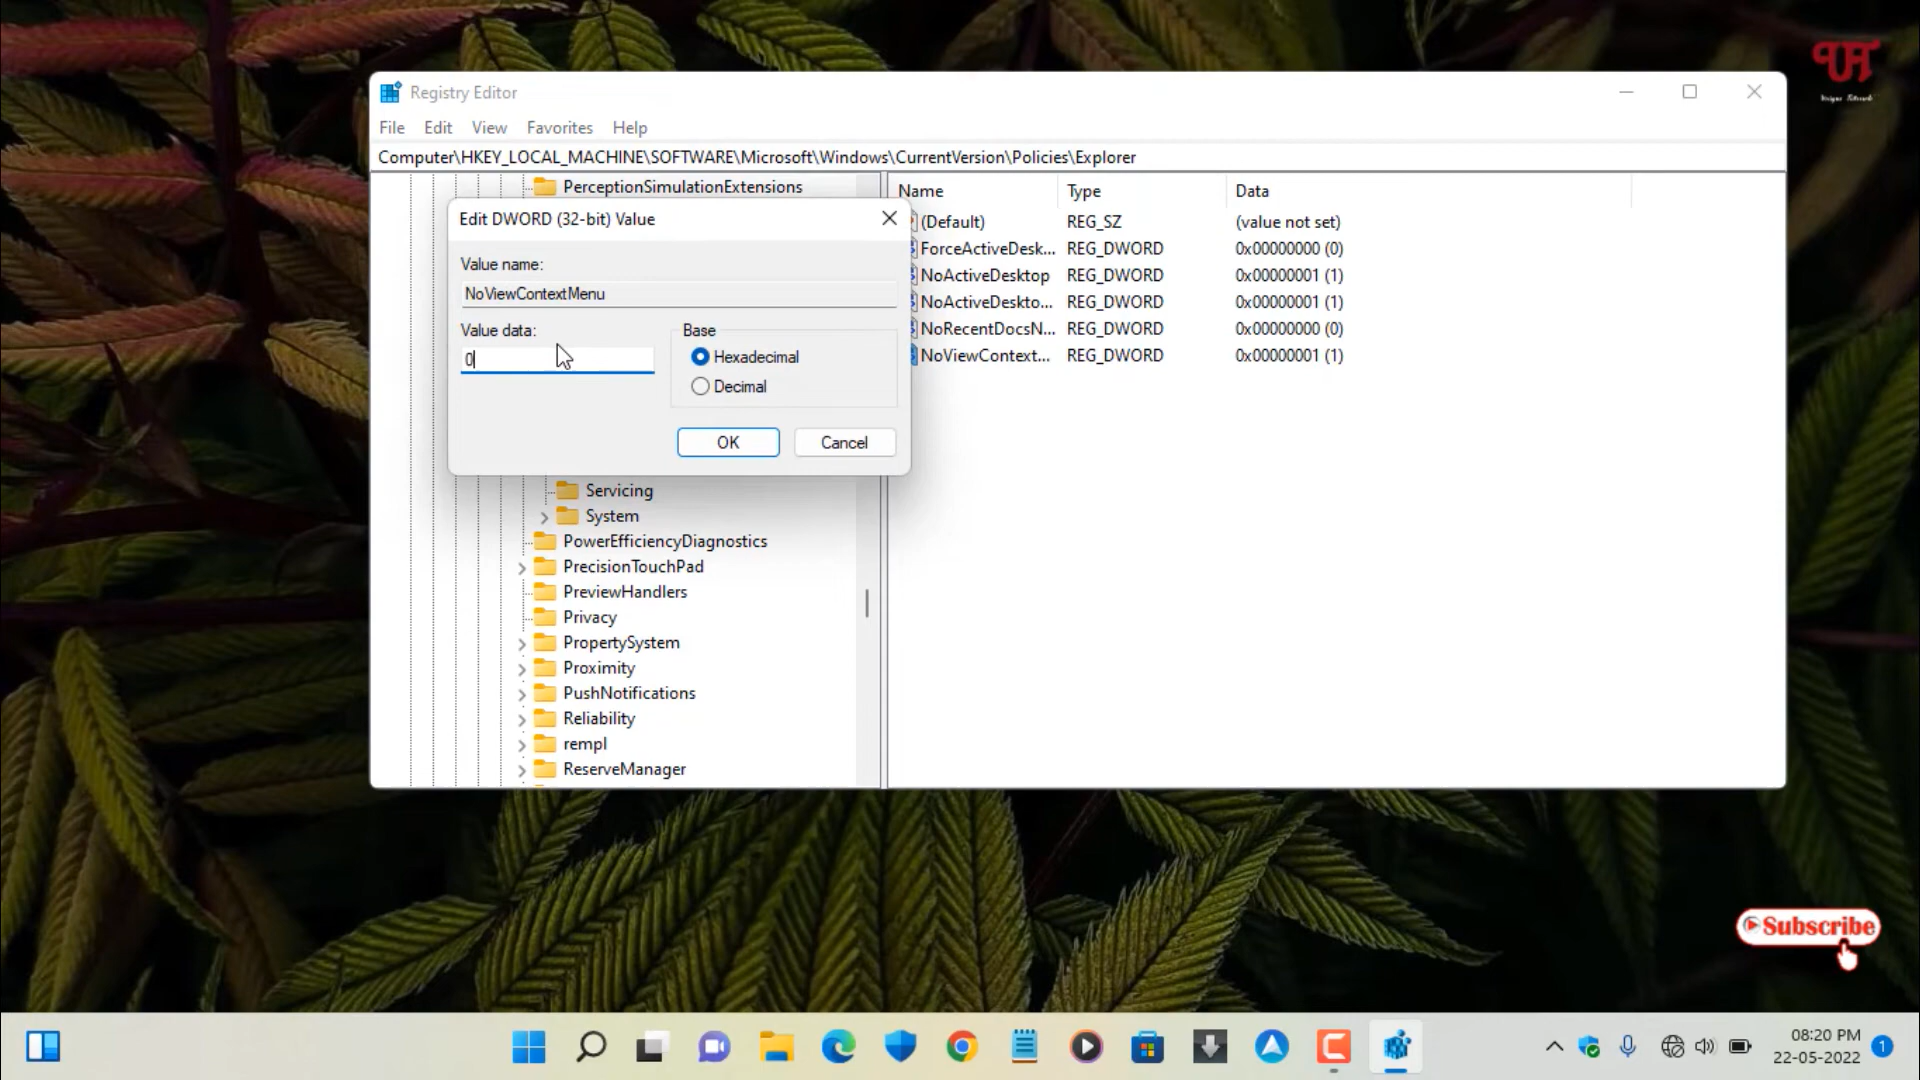 Registry Editor
File Edit View Favorites Help
Computer\HKEY_LOCAL_MACHINE\SOFTWARE\Microsoft\Windows\CurrentVersion\Policies\Explorer
PerceptionSimulationExtensions
Edit DWORD (32-bit) Value
Value name:
NoViewContextMenu
Value data:
0
Base
Hexadecimal
Decimal
OK Cancel
Servicing
System
PowerEfficiencyDiagnostics
PrecisionTouchPad
PreviewHandlers
Privacy
PropertySystem
Proximity
PushNotifications
Reliability
rempl
ReserveManager
Name Type Data
(Default) REG_SZ (value not set)
ForceActiveDesk... REG_DWORD 0x00000000 (0)
NoActiveDesktop REG_DWORD 0x00000001 (1)
NoActiveDeskto... REG_DWORD 0x00000001 (1)
NoRecentDocsN... REG_DWORD 0x00000000 (0)
NoViewContext... REG_DWORD 0x00000001 (1)
Subscribe
08:20 PM
22-05-2022
1